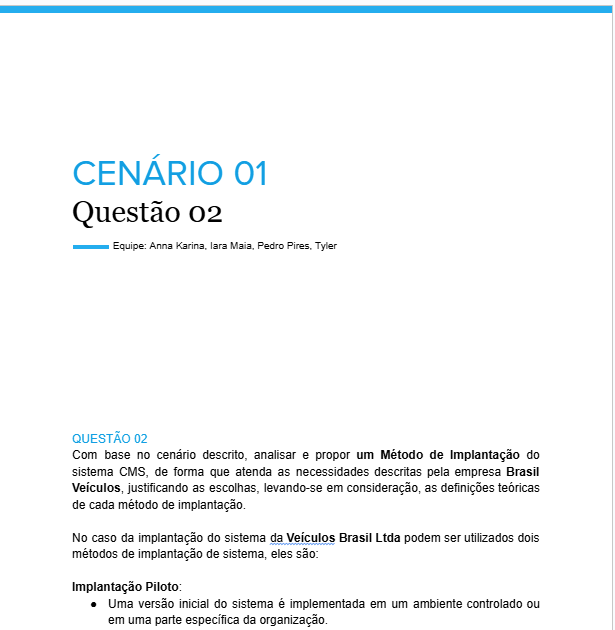 CENÁRIO 01
Questão 02
Equipe: Anna Karina, Iara Maia, Pedro Pires, Tyler
QUESTÃO 02
Com base no cenário descrito, analisar e propor um Método de Implantação do
sistema CMS, de forma que atenda as necessidades descritas pela empresa Brasil
Veículos, justificando as escolhas, levando-se em consideração, as definições teóricas
de cada método de implantação.
No caso da implantação do sistema da Veículos Brasil Ltda podem ser utilizados dois
métodos de implantação de sistema, eles são:
Implantação Piloto:
● Uma versão inicial do sistema é implementada em um ambiente controlado ou
em uma parte específica da organização.